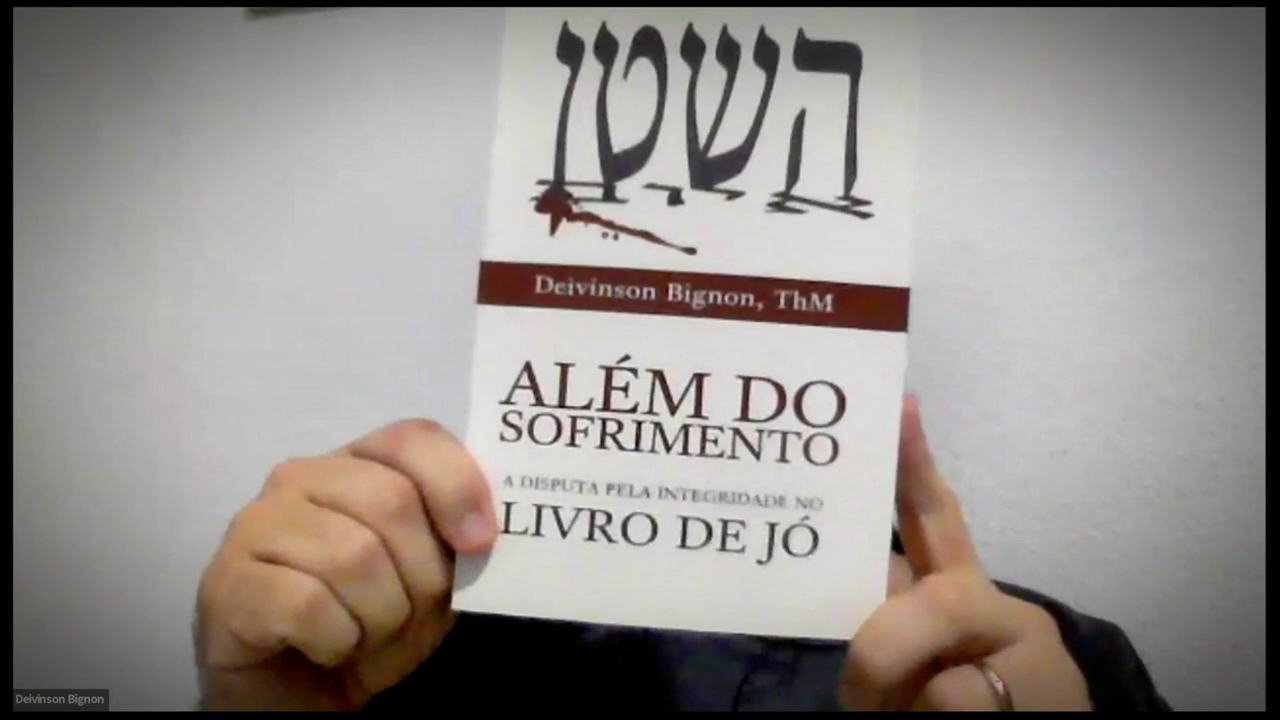 השטן
Deivinson Bignon, ThM
ALÉM DO
SOFRIMENTO
A DISPUTA PELA INTEGRIDADE NO
LIVRO DE JÓ
Deivinson Bignon